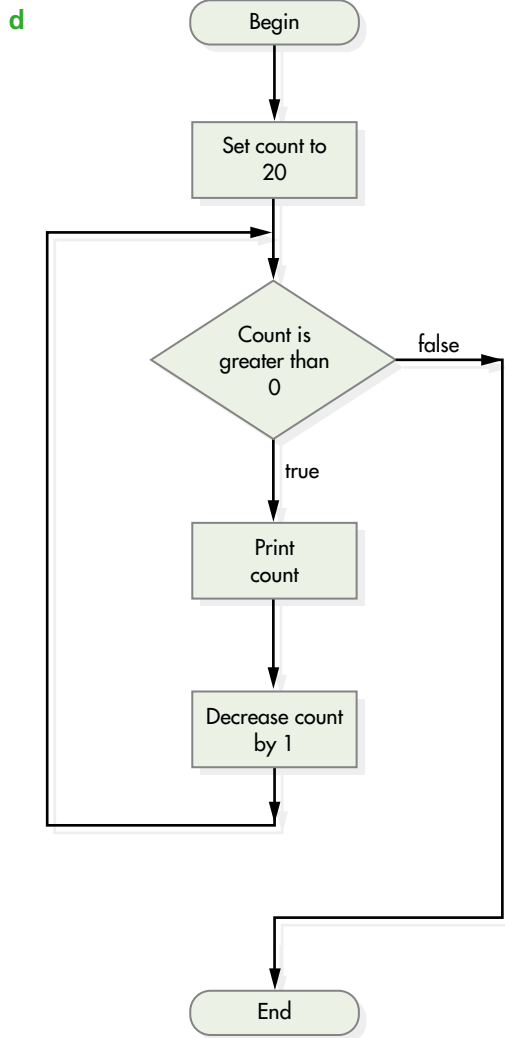 d
Begin
Set count to
20
Count is
greater than
0
false
true
Print
count
Decrease count
by 1
End